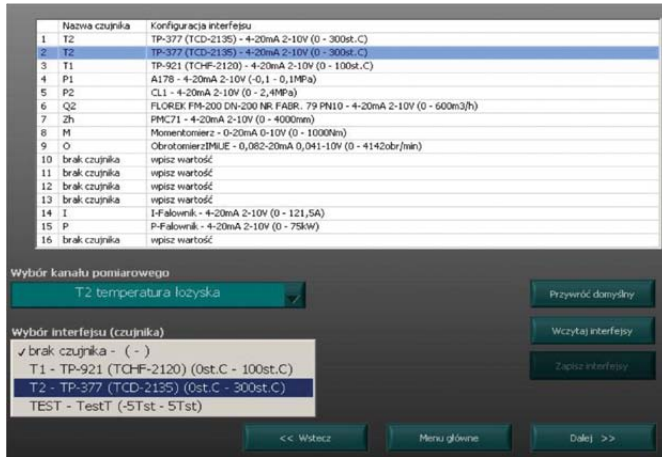 Nazwa czujnika Konfiguracja interfejsu
1 T2 TP-377 (TCD-2135) - 4-20mA 2-10V (0 - 300st.C)
2 T2 TP-377 (TCD-2135) - 4-20mA 2-10V (0 - 300st.C)
3 T1 TP-921 (TCHF-2120) - 4-20mA 2-10V (0 - 100st.C)
4 P1 A178 - 4-20mA 2-10V (-0,1 - 0,1MPa)
5 P2 CL1 - 4-20mA 2-10V (0 - 2,4MPa)
6 Q2 FLOREK FM-200 DN-200 NR FABR. 79 PN10 - 4-20mA 2-10V (0 - 600m3/h)
7 Zh PMC71 - 4-20mA 2-10V (0 - 4000mm)
8 M Momentomierz - 0-20mA 0-10V (0 - 1000Nm)
9 O ObrotomierzIMiUE - 0,082-20mA 0,041-10V (0 - 4142obr/min)
10 brak czujnika wpisz wartość
11 brak czujnika wpisz wartość
12 brak czujnika wpisz wartość
13 brak czujnika wpisz wartość
14 I I-Falownik - 4-20mA 2-10V (0 - 121,5A)
15 P P-Falownik - 4-20mA 2-10V (0 - 75kW)
16 brak czujnika wpisz wartość
Wybór kanału pomiarowego
T2 temperatura łożyska
Przywróć domyślny
Wybór interfejsu (czujnika)
Wczytaj interfejsy
✓ brak czujnika - ( - )
T1 - TP-921 (TCHF-2120) (0st.C - 100st.C)
Zapisz interfejsy
T2 - TP-377 (TCD-2135) (0st.C - 300st.C)
TEST - TestT (-5Tst - 5Tst)
<< Wstecz Menu główne Dalej >>